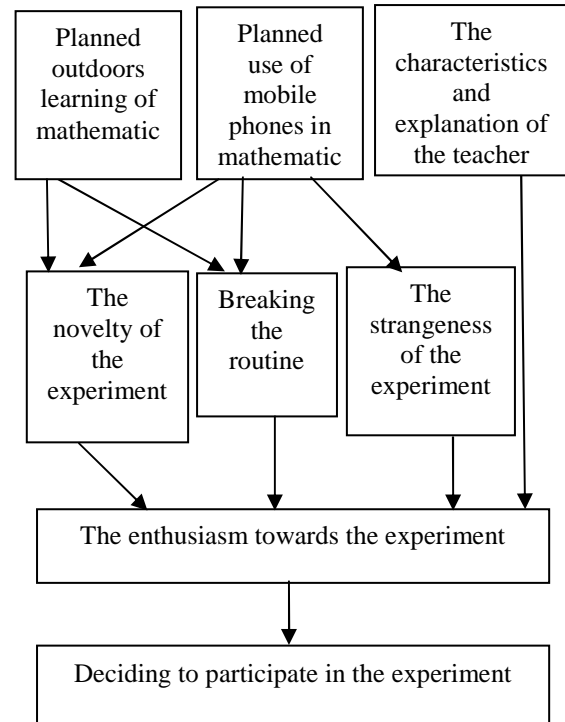 Planned
outdoors
learning of
mathematic
Planned
use of
mobile
phones in
mathematic
The
characteristics
and
explanation of
the teacher
The
novelty of
the
experiment
Breaking
the
routine
The
strangeness
of the
experiment
The enthusiasm towards the experiment
Deciding to participate in the experiment